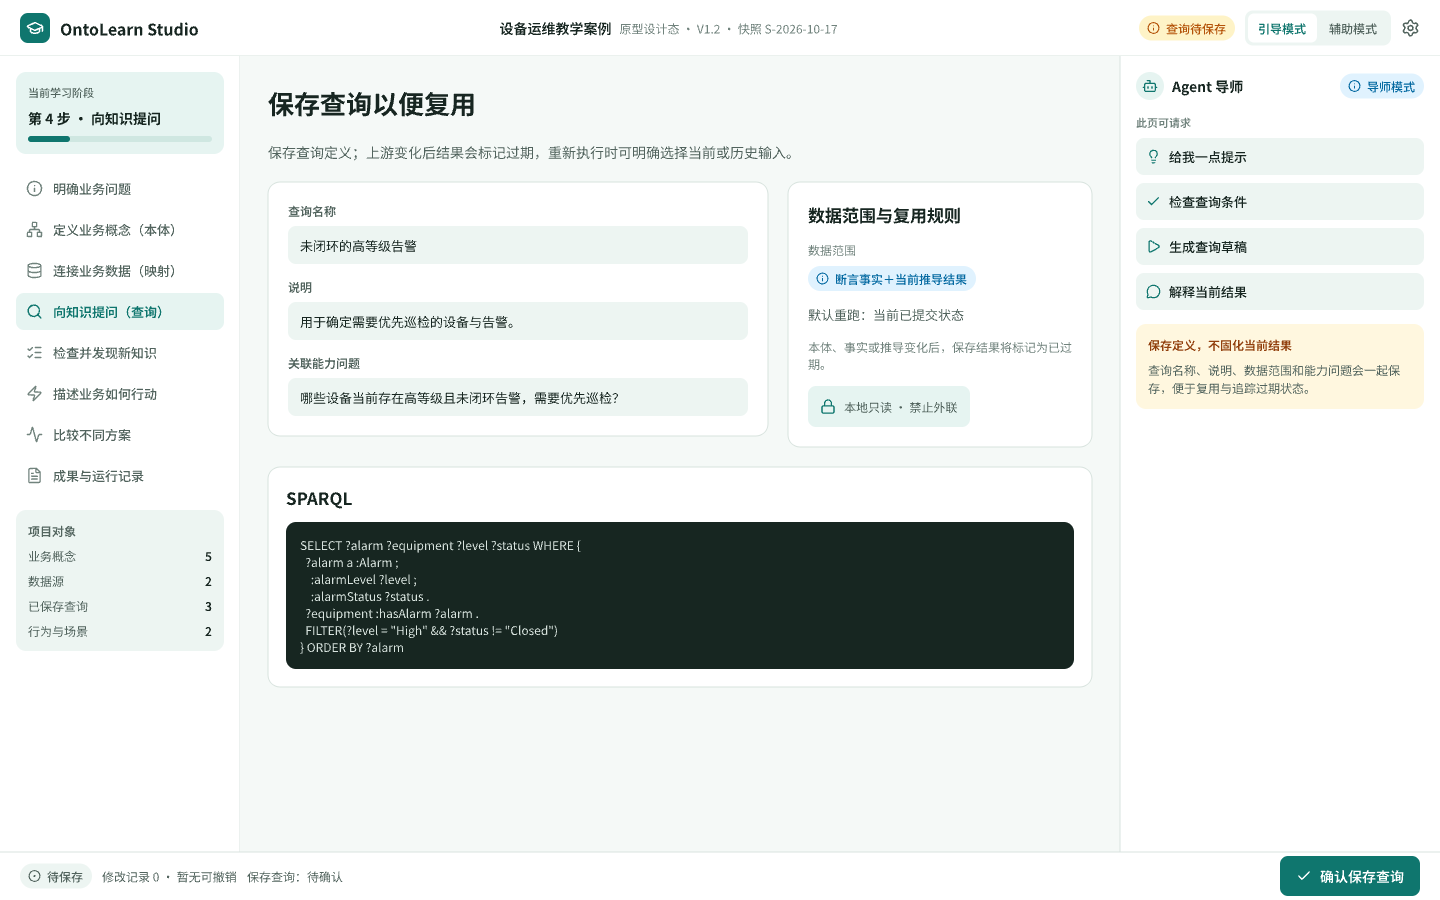 OntoLearn Studio
设备运维教学案例 原型设计态 · V1.2 · 快照 S-2026-10-17
查询待保存
引导模式 辅助模式
当前学习阶段
第 4 步 · 向知识提问
明确业务问题
定义业务概念（本体）
连接业务数据（映射）
向知识提问（查询）
检查并发现新知识
描述业务如何行动
比较不同方案
成果与运行记录
项目对象
业务概念 5
数据源 2
已保存查询 3
行为与场景 2
保存查询以便复用
保存查询定义；上游变化后结果会标记过期，重新执行时可明确选择当前或历史输入。
查询名称
未闭环的高等级告警
说明
用于确定需要优先巡检的设备与告警。
关联能力问题
哪些设备当前存在高等级且未闭环告警，需要优先巡检？
数据范围与复用规则
数据范围
断言事实＋当前推导结果
默认重跑：当前已提交状态
本体、事实或推导变化后，保存结果将标记为已过
期。
本地只读 · 禁止外联
SPARQL
SELECT ?alarm ?equipment ?level ?status WHERE {
?alarm a :Alarm ;
:alarmLevel ?level ;
:alarmStatus ?status .
?equipment :hasAlarm ?alarm .
FILTER(?level = "High" && ?status != "Closed")
} ORDER BY ?alarm
Agent 导师
导师模式
此页可请求
给我一点提示
检查查询条件
生成查询草稿
解释当前结果
保存定义，不固化当前结果
查询名称、说明、数据范围和能力问题会一起保
存，便于复用与追踪过期状态。
待保存
修改记录 0 · 暂无可撤销 保存查询：待确认
确认保存查询